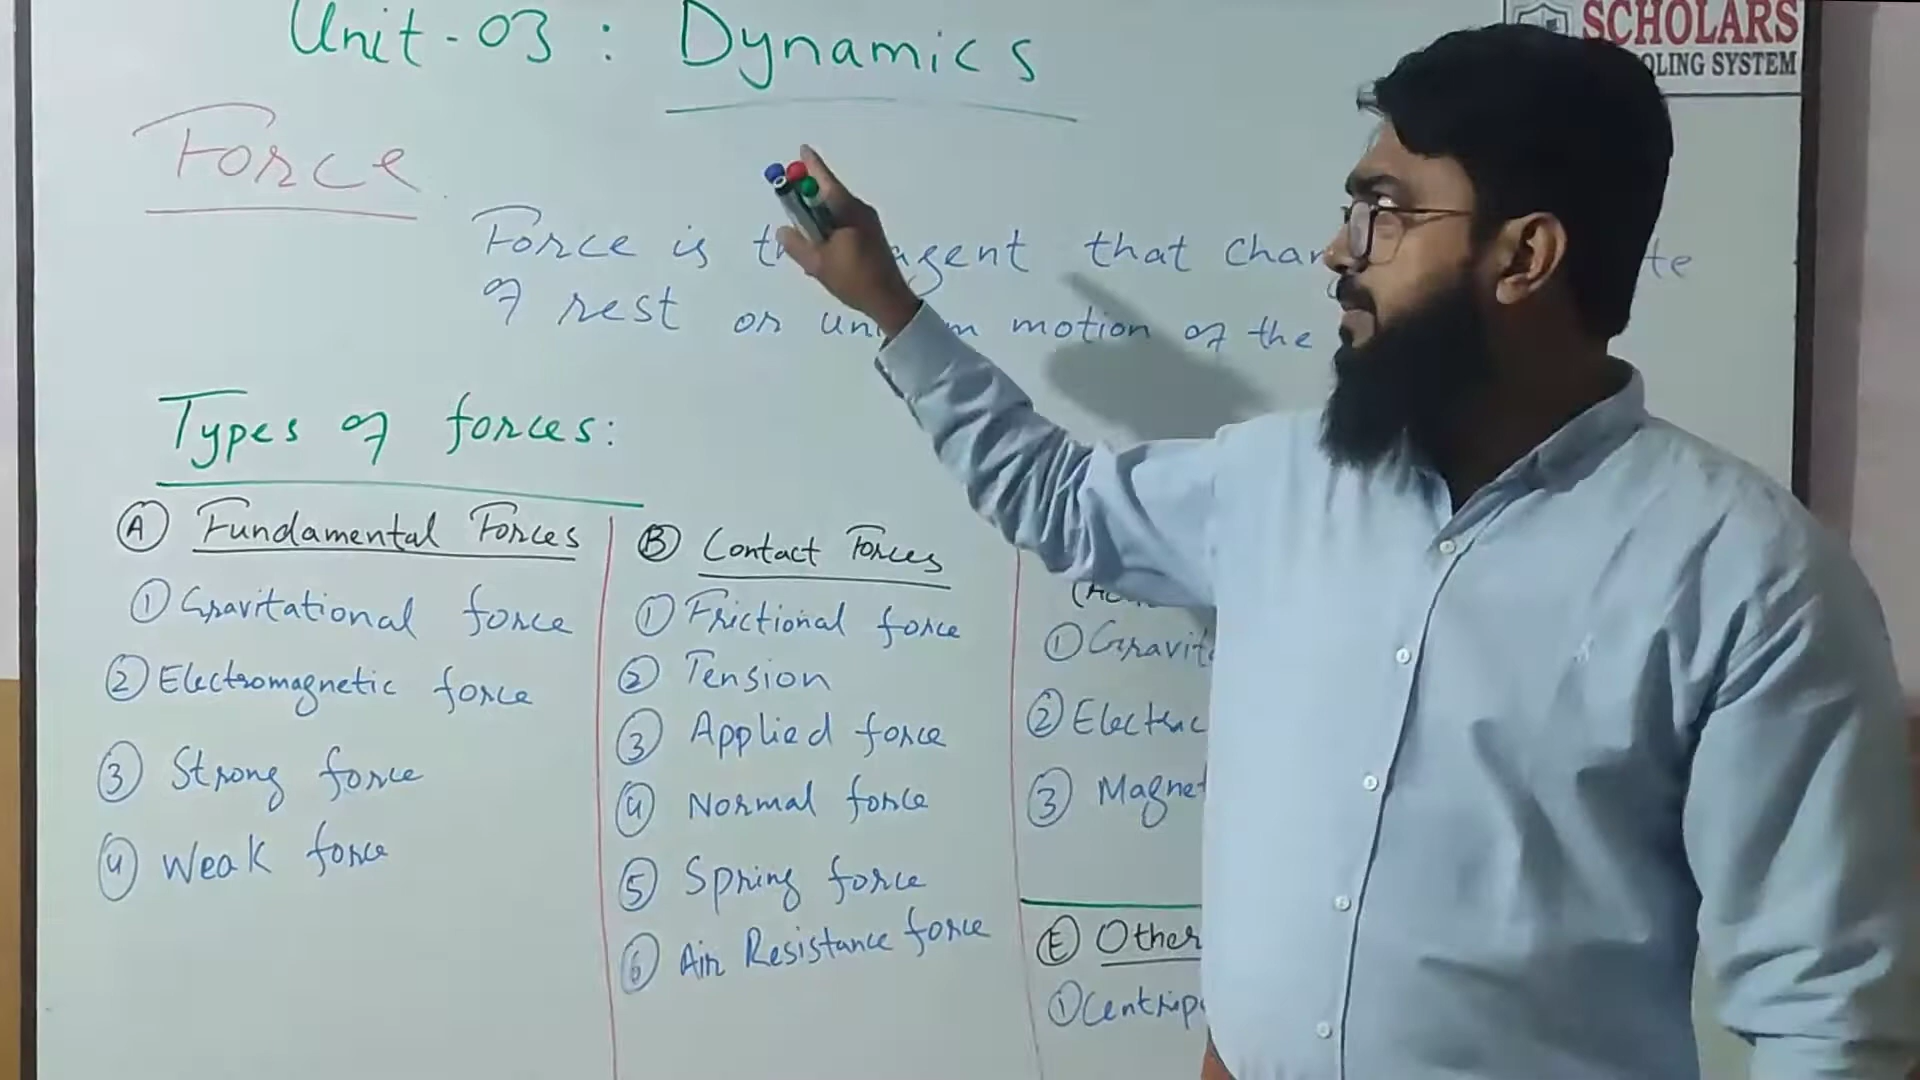 Unit-03: Dynamics
SCHOLARS
OLING SYSTEM
Force
Force is agent that
of rest or motion of the
Types of forces:
(A) Fundamental Forces
(1) Gravitational force
(2) Electromagnetic force
(3) Strong force
(4) Weak force
(B) Contact Forces
(1) Frictional force
(2) Tension
(3) Applied force
(4) Normal force
(5) Spring force
(6) Air Resistance force
(1) Gravit
(2) Electric
(3) Magnet
(E) Other
(1) Centrip